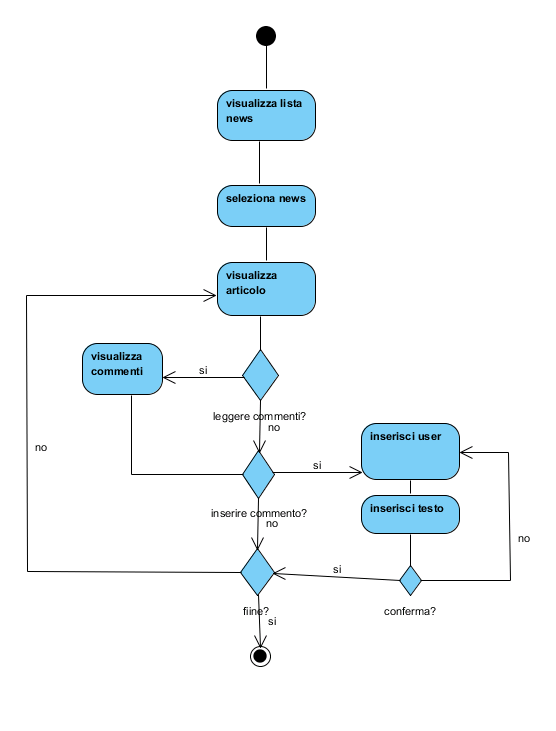 visualizza lista
news
seleziona news
visualizza
articolo
visualizza
commenti
si
leggere commenti?
no
inserisci user
no
si
inserisci testo
inserire commento?
no
no
si
fiine?
conferma?
si